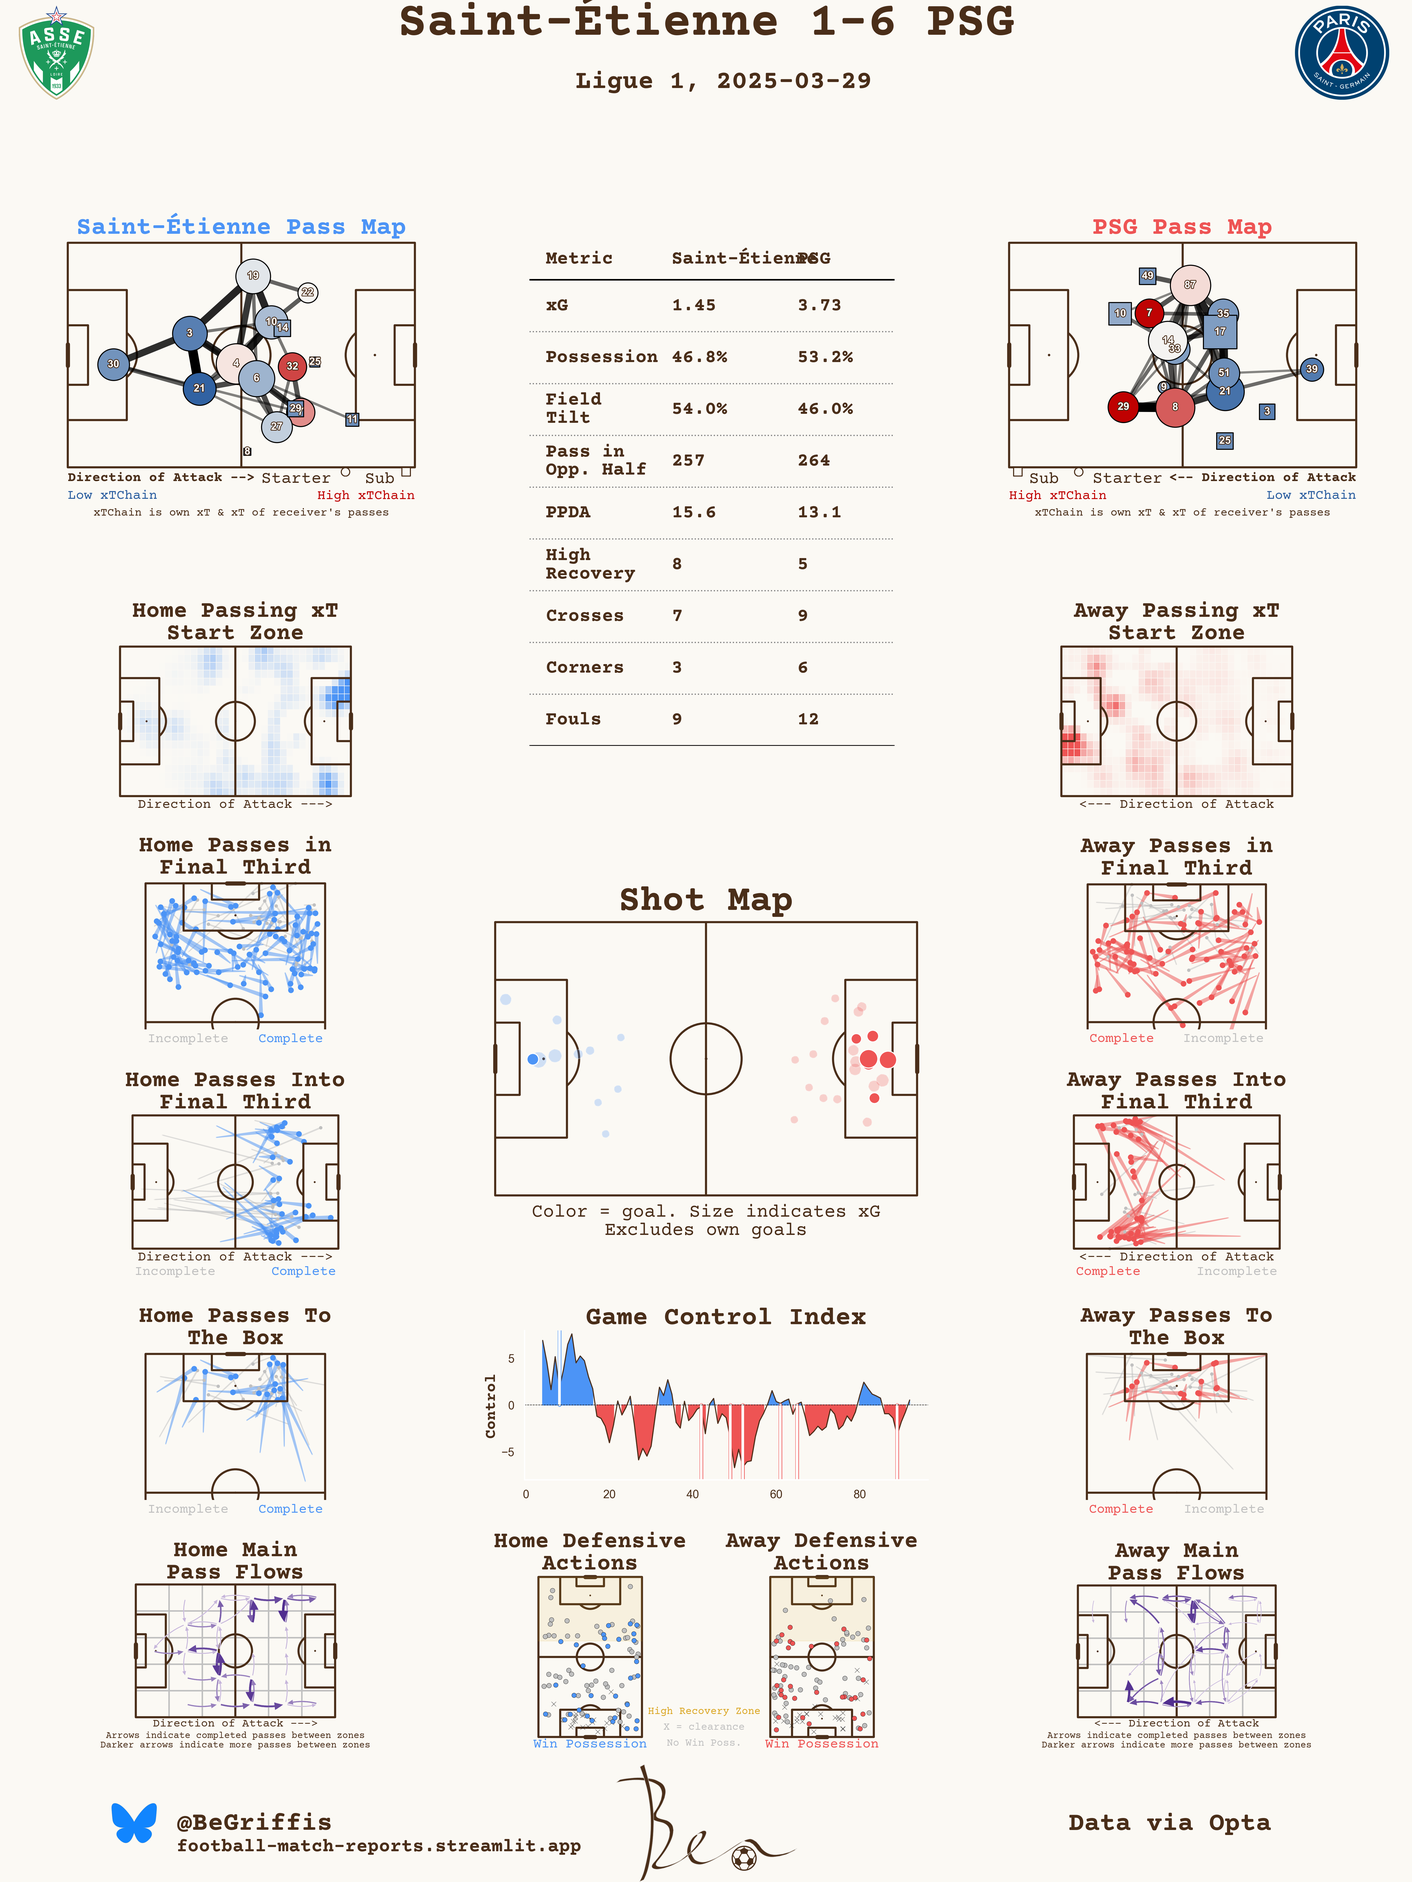 Saint-Étienne 1-6 PSG
Ligue 1, 2025-03-29
ASSE
SAINT-ÉTIENNE
LOIRE
1933
PARIS
SAINT-GERMAIN
Saint-Étienne Pass Map
19
22
10
14
3
30
4
32
25
6
21
29
27
11
8
Direction of Attack --> Starter Sub
Low xTChain High xTChain
xTChain is own xT & xT of receiver's passes
Metric Saint-Étienne PSG
xG 1.45 3.73
Possession 46.8% 53.2%
Field
Tilt 54.0% 46.0%
Pass in
Opp. Half 257 264
PPDA 15.6 13.1
High
Recovery 8 5
Crosses 7 9
Corners 3 6
Fouls 9 12
PSG Pass Map
49
87
10
7
35
17
14
33
51
39
9
21
29
8
3
25
Sub Starter <-- Direction of Attack
High xTChain Low xTChain
xTChain is own xT & xT of receiver's passes
Home Passing xT
Start Zone
Direction of Attack --->
Away Passing xT
Start Zone
<--- Direction of Attack
Home Passes in
Final Third
Incomplete Complete
Away Passes in
Final Third
Complete Incomplete
Shot Map
Color = goal. Size indicates xG
Excludes own goals
Home Passes Into
Final Third
Direction of Attack --->
Incomplete Complete
Away Passes Into
Final Third
<--- Direction of Attack
Complete Incomplete
Home Passes To
The Box
Incomplete Complete
Game Control Index
Control
5
0
−5
0 20 40 60 80
Away Passes To
The Box
Complete Incomplete
Home Main
Pass Flows
Direction of Attack --->
Arrows indicate completed passes between zones
Darker arrows indicate more passes between zones
Home Defensive
Actions
Win Possession
Away Defensive
Actions
Win Possession
High Recovery Zone
X = clearance
No Win Poss.
Away Main
Pass Flows
<--- Direction of Attack
Arrows indicate completed passes between zones
Darker arrows indicate more passes between zones
@BeGriffis
football-match-reports.streamlit.app
Ben
Data via Opta